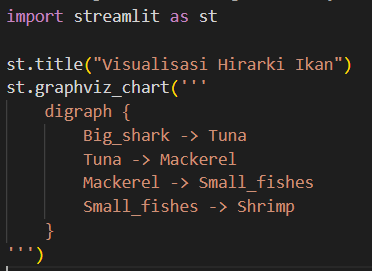 import streamlit as st
st.title("Visualisasi Hirarki Ikan")
st.graphviz_chart('''
digraph {
Big_shark -> Tuna
Tuna -> Mackerel
Mackerel -> Small_fishes
Small_fishes -> Shrimp
}
''')